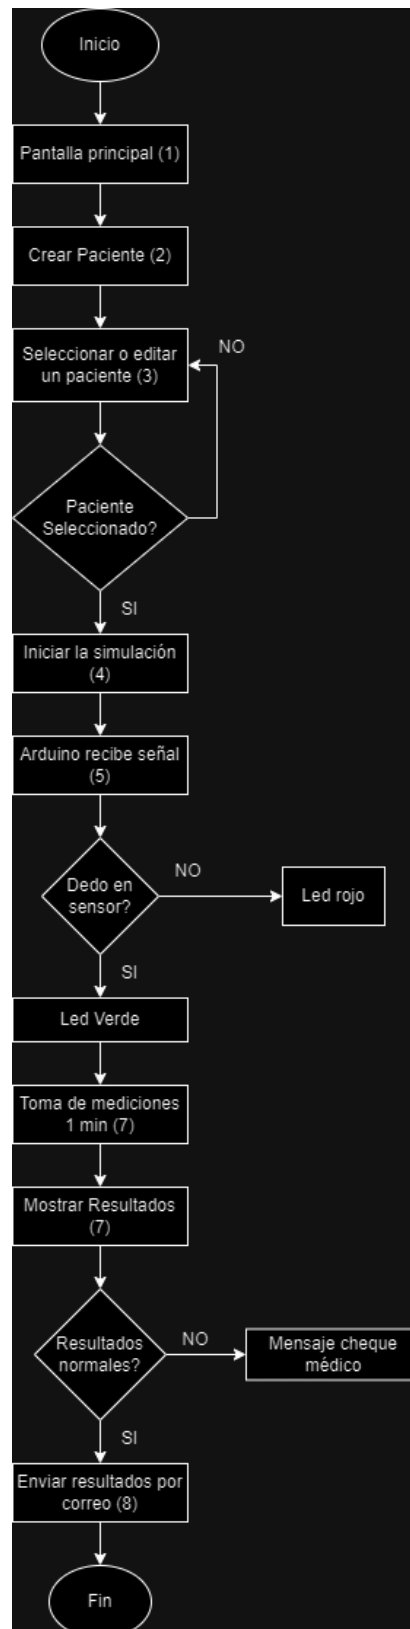 Inicio
Pantalla principal (1)
Crear Paciente (2)
Seleccionar o editar
un paciente (3)
NO
Paciente
Seleccionado?
SI
Iniciar la simulación
(4)
Arduino recibe señal
(5)
Dedo en
sensor?
NO
Led rojo
SI
Led Verde
Toma de mediciones
1 min (7)
Mostrar Resultados
(7)
Resultados
normales?
NO
Mensaje cheque
médico
SI
Enviar resultados por
correo (8)
Fin